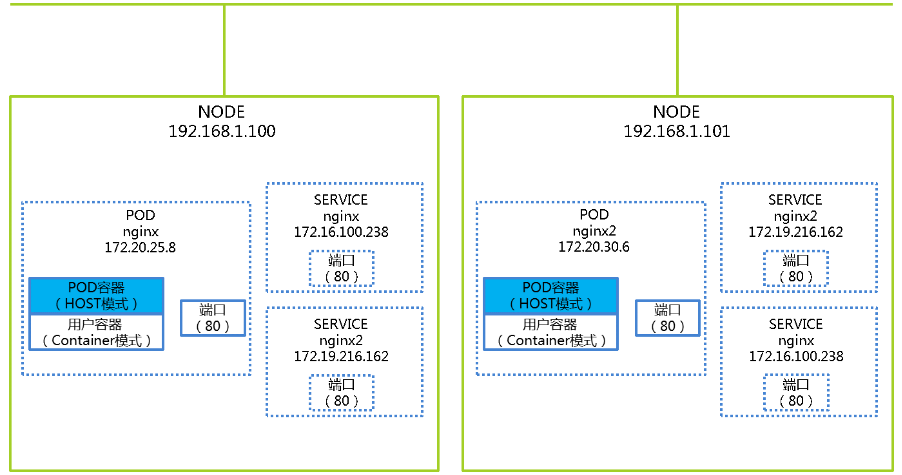 NODE
192.168.1.100
POD
nginx
172.20.25.8
POD容器
（HOST模式）
用户容器
（Container模式）
端口
（80）
SERVICE
nginx
172.16.100.238
端口
（80）
SERVICE
nginx2
172.19.216.162
端口
（80）
NODE
192.168.1.101
POD
nginx2
172.20.30.6
POD容器
（HOST模式）
用户容器
（Container模式）
端口
（80）
SERVICE
nginx2
172.19.216.162
端口
（80）
SERVICE
nginx
172.16.100.238
端口
（80）